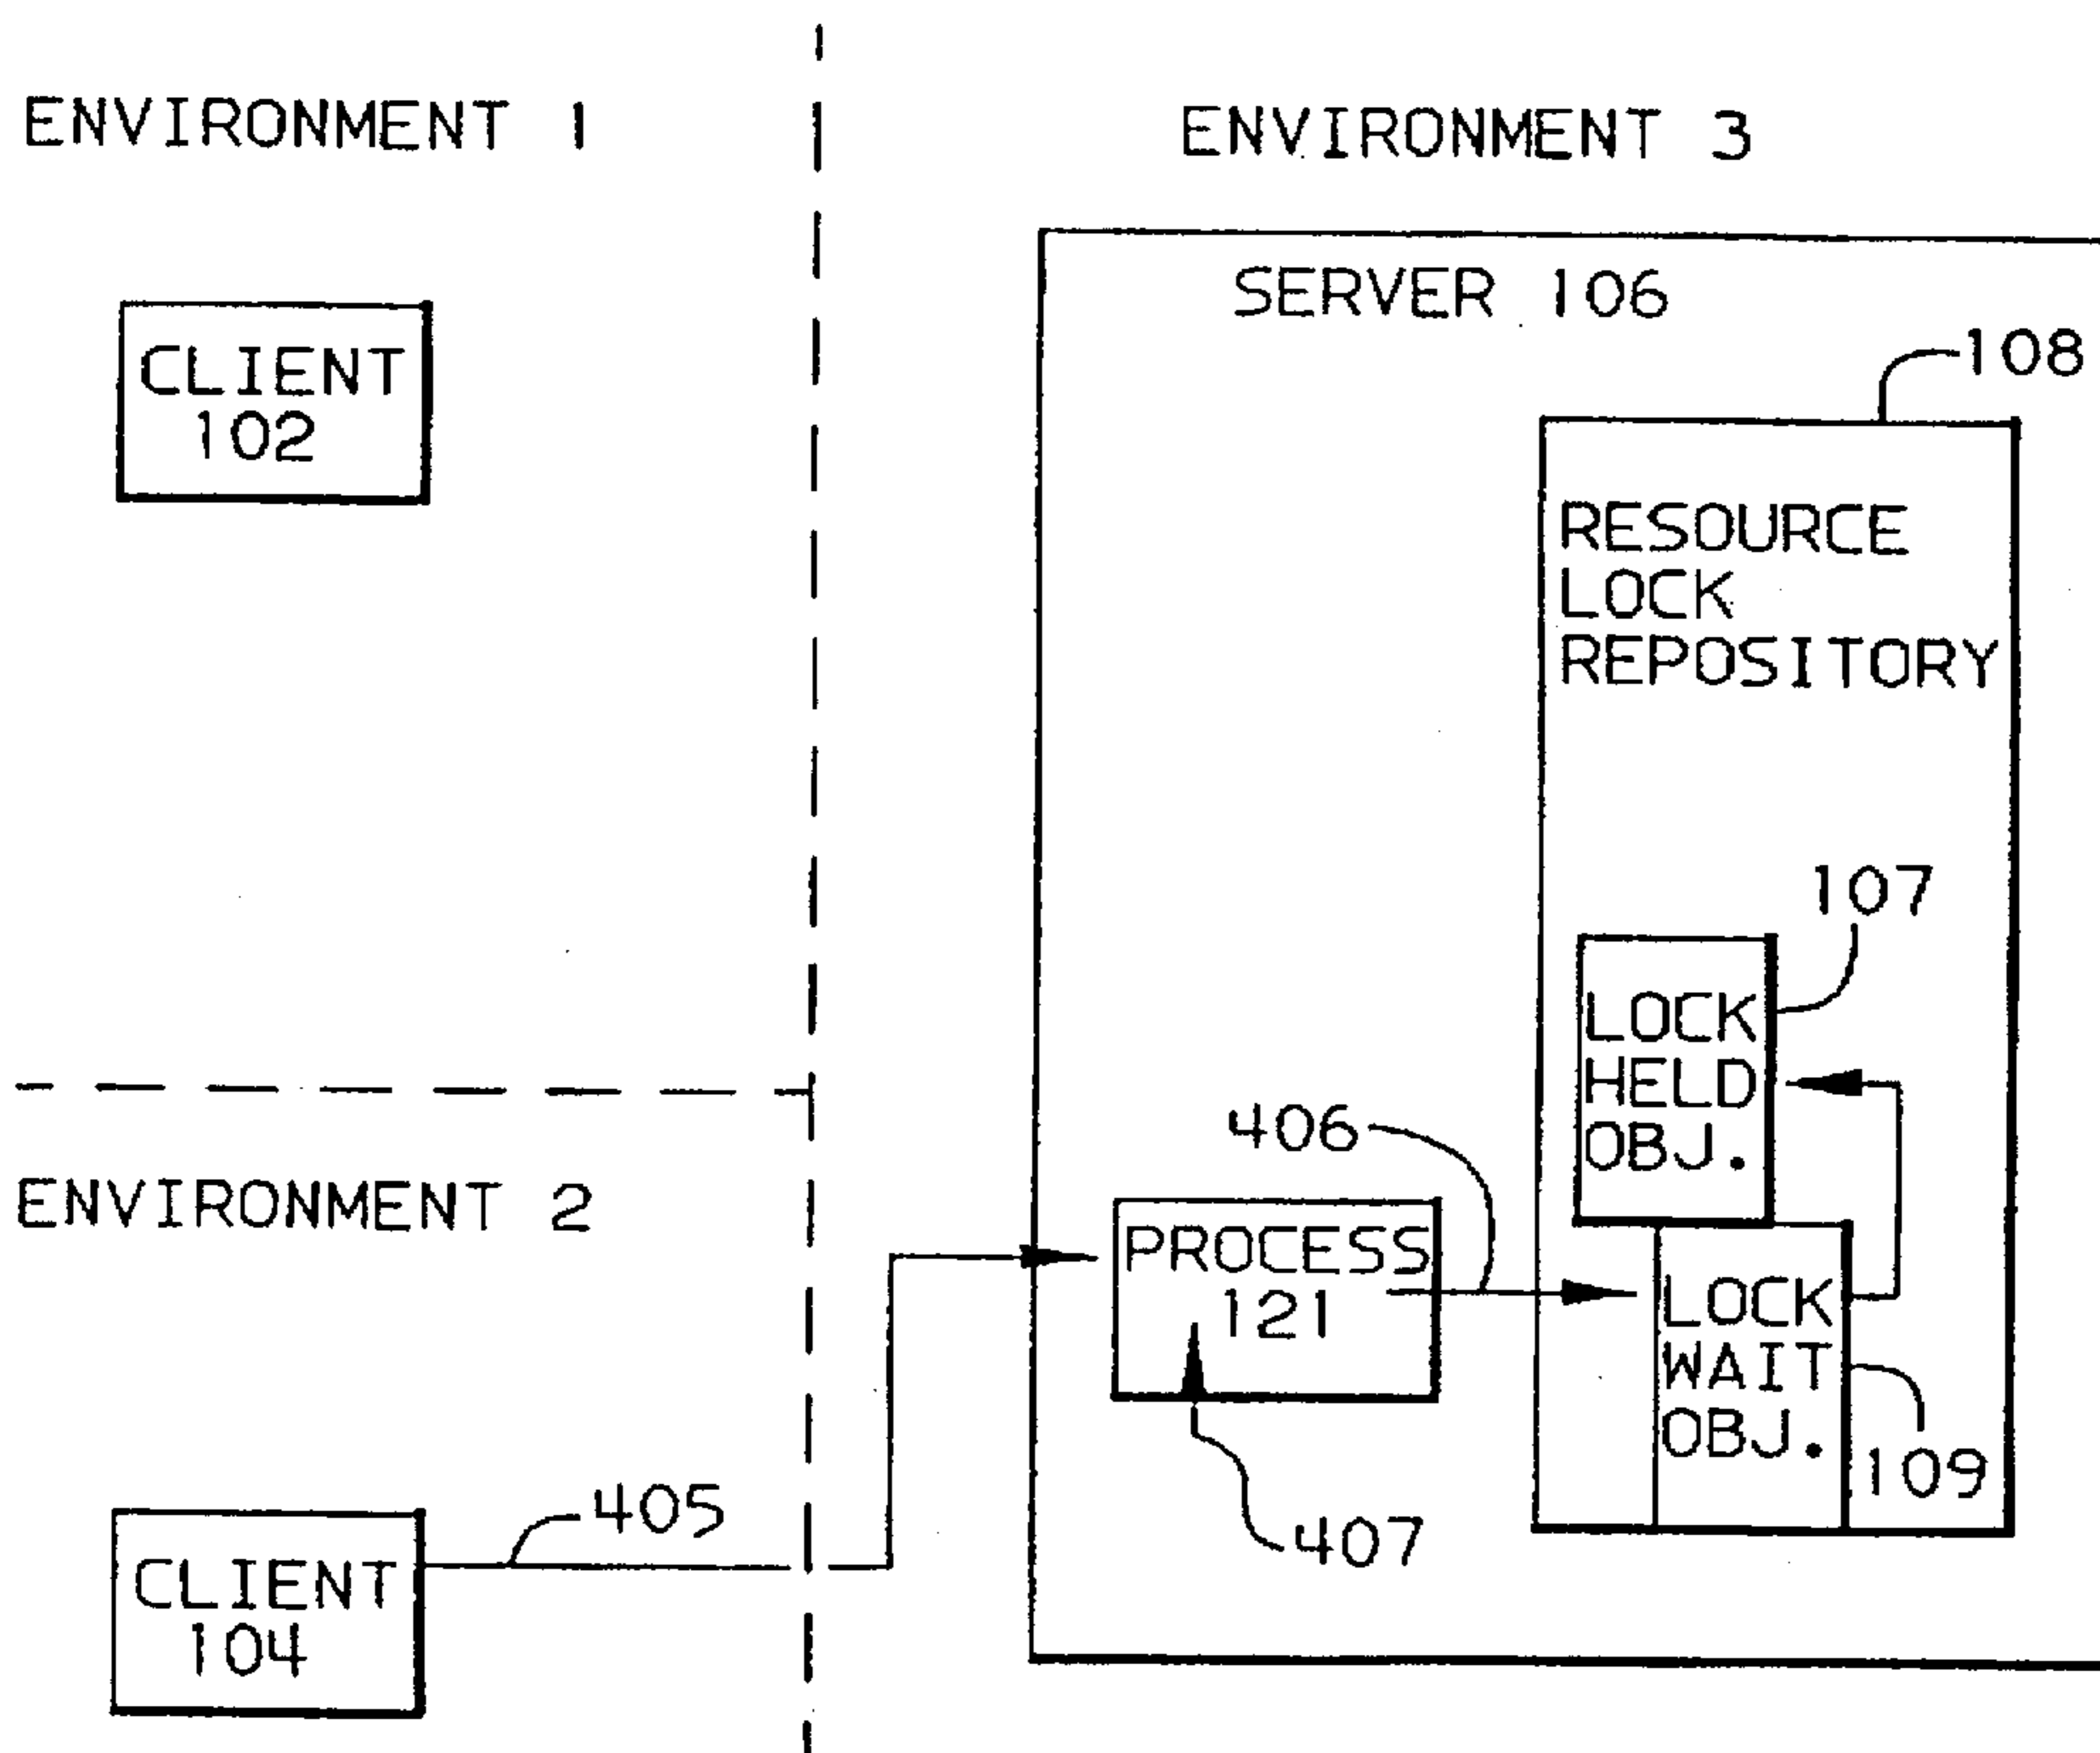 ENVIRONMENT 1
ENVIRONMENT 3
SERVER 106
108
CLIENT
102
RESOURCE
LOCK
REPOSITORY
107
LOCK
HELD
OBJ.
406
ENVIRONMENT 2
PROCESS
121
LOCK
WAIT
OBJ.
109
405
407
CLIENT
104